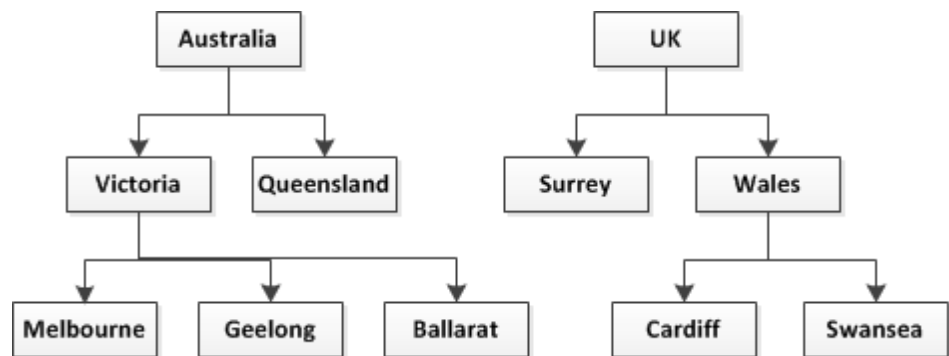 Australia
UK
Victoria
Queensland
Surrey
Wales
Melbourne
Geelong
Ballarat
Cardiff
Swansea